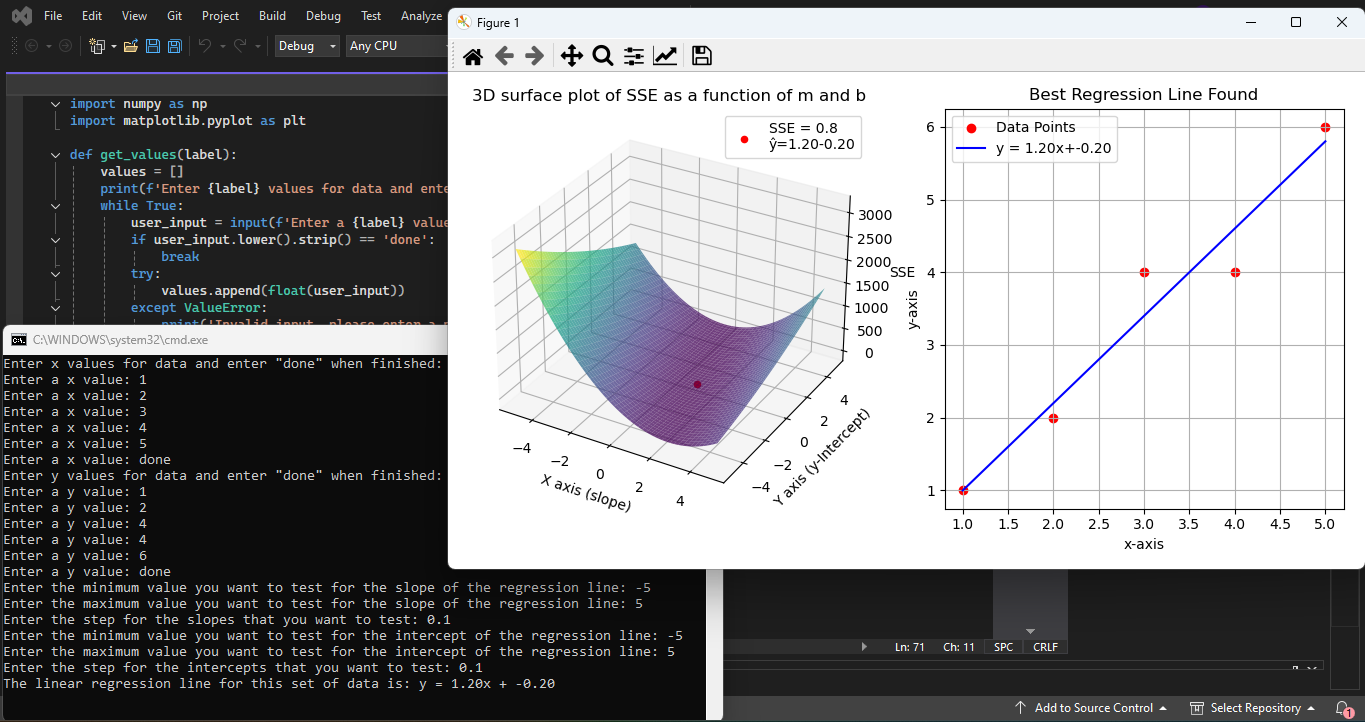 File Edit View Git Project Build Debug Test Analyze
Debug Any CPU
import numpy as np
import matplotlib.pyplot as plt
def get_values(label):
values = []
print(f'Enter {label} values for data and ente
while True:
user_input = input(f'Enter a {label} value
if user_input.lower().strip() == 'done':
break
try:
values.append(float(user_input))
except ValueError:
C:\WINDOWS\system32\cmd.exe
Enter x values for data and enter "done" when finished:
Enter a x value: 1
Enter a x value: 2
Enter a x value: 3
Enter a x value: 4
Enter a x value: 5
Enter a x value: done
Enter y values for data and enter "done" when finished:
Enter a y value: 1
Enter a y value: 2
Enter a y value: 4
Enter a y value: 4
Enter a y value: 6
Enter a y value: done
Enter the minimum value you want to test for the slope of the regression line: -5
Enter the maximum value you want to test for the slope of the regression line: 5
Enter the step for the slopes that you want to test: 0.1
Enter the minimum value you want to test for the intercept of the regression line: -5
Enter the maximum value you want to test for the intercept of the regression line: 5
Enter the step for the intercepts that you want to test: 0.1
The linear regression line for this set of data is: y = 1.20x + -0.20
Figure 1
3D surface plot of SSE as a function of m and b
SSE = 0.8
ŷ=1.20-0.20
3000
2500
2000
1500
1000
500
0
SSE
−4 −2 0 2 4
X axis (slope)
−4 −2 0 2 4
Y axis (y-Intercept)
Best Regression Line Found
Data Points
y = 1.20x+-0.20
6
5
4
3
2
1
y-axis
1.0 1.5 2.0 2.5 3.0 3.5 4.0 4.5 5.0
x-axis
Ln: 71 Ch: 11 SPC CRLF
Add to Source Control Select Repository 1